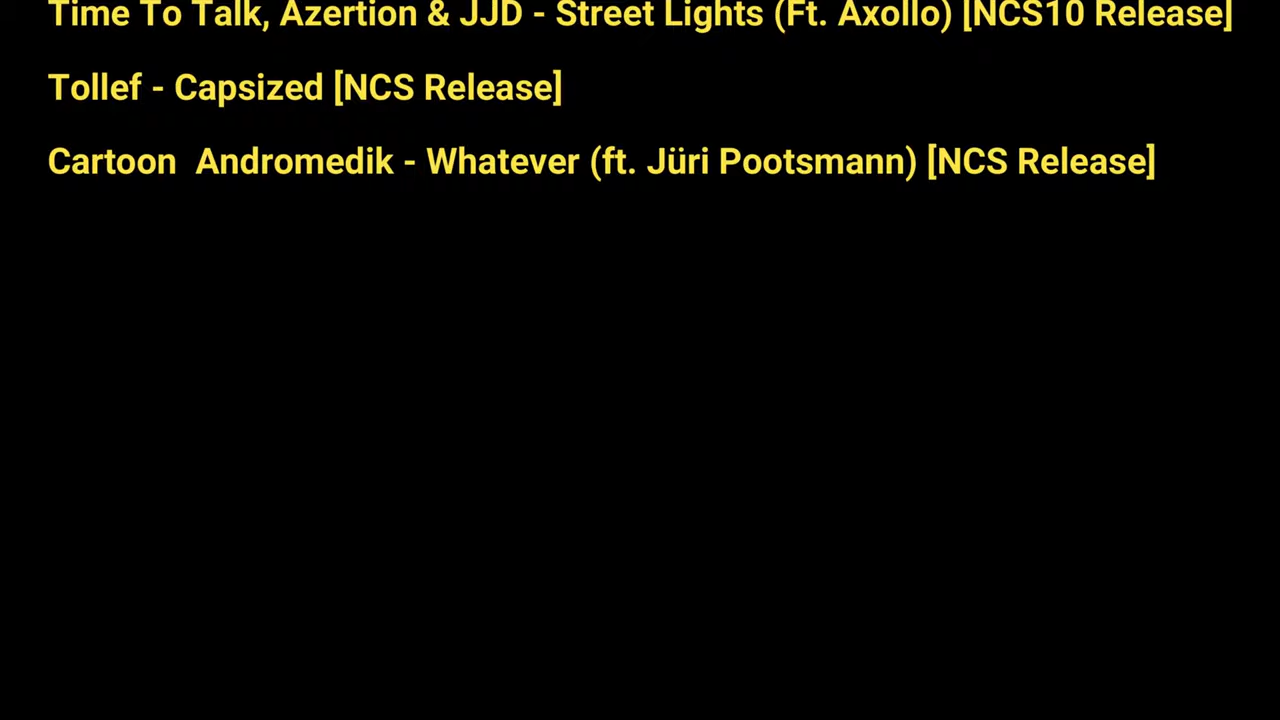 Time To Talk, Azertion & JJD - Street Lights (Ft. Axollo) [NCS10 Release]
Tollef - Capsized [NCS Release]
Cartoon  Andromedik - Whatever (ft. Jüri Pootsmann) [NCS Release]